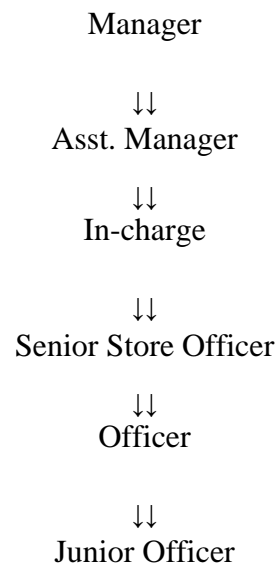 Manager
↓↓
Asst. Manager
↓↓
In-charge
↓↓
Senior Store Officer
↓↓
Officer
↓↓
Junior Officer